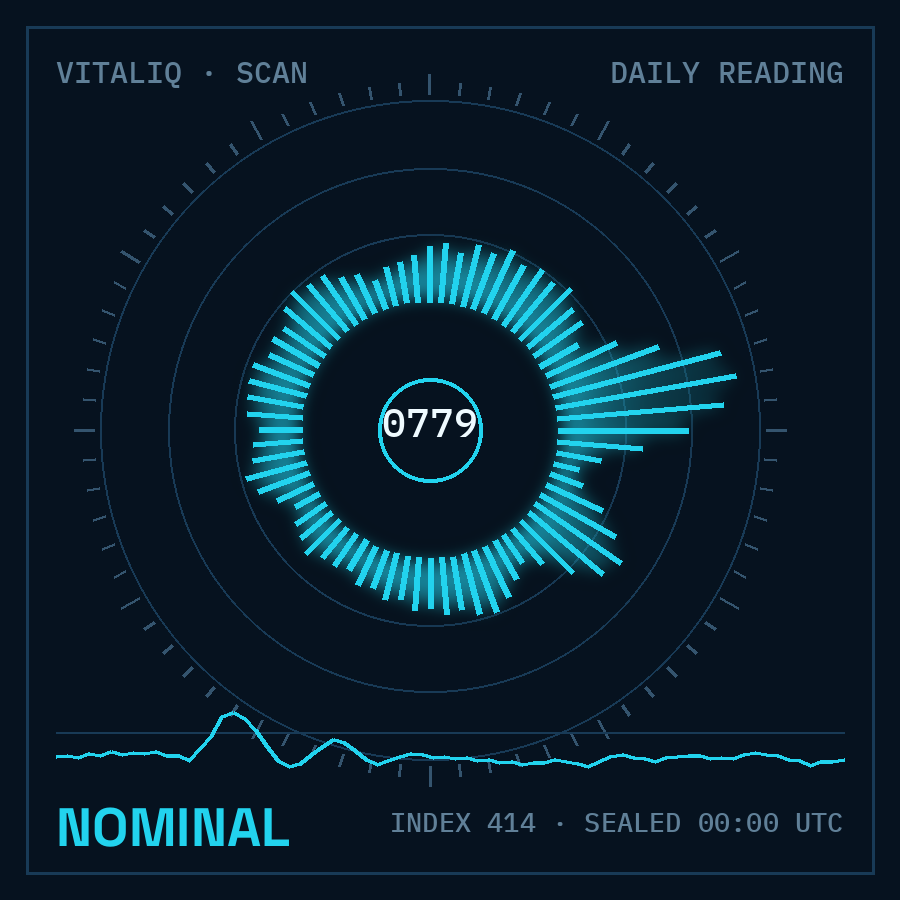 VITALIQ · SCAN
DAILY READING
0779
NOMINAL
INDEX 414 · SEALED 00:00 UTC